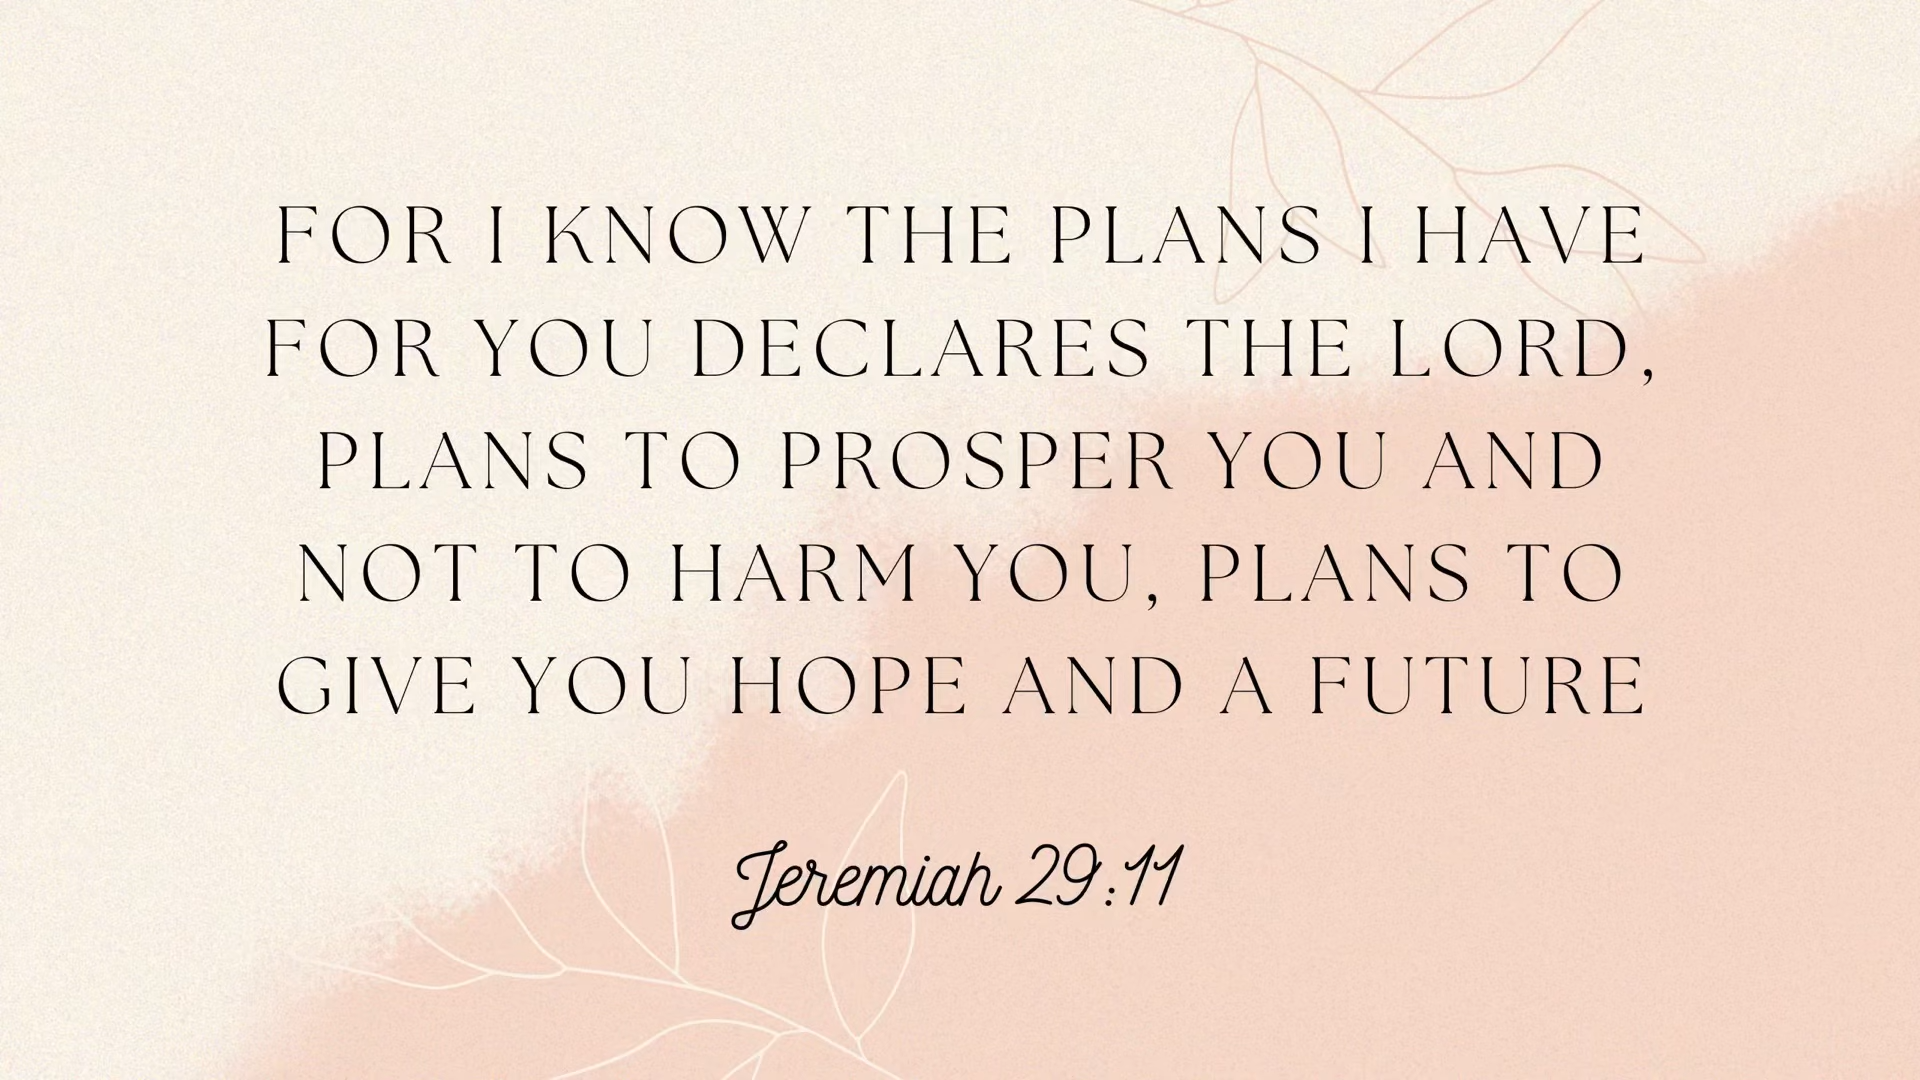 FOR I KNOW THE PLANS I HAVE
FOR YOU DECLARES THE LORD,
PLANS TO PROSPER YOU AND
NOT TO HARM YOU, PLANS TO
GIVE YOU HOPE AND A FUTURE
Jeremiah 29:11